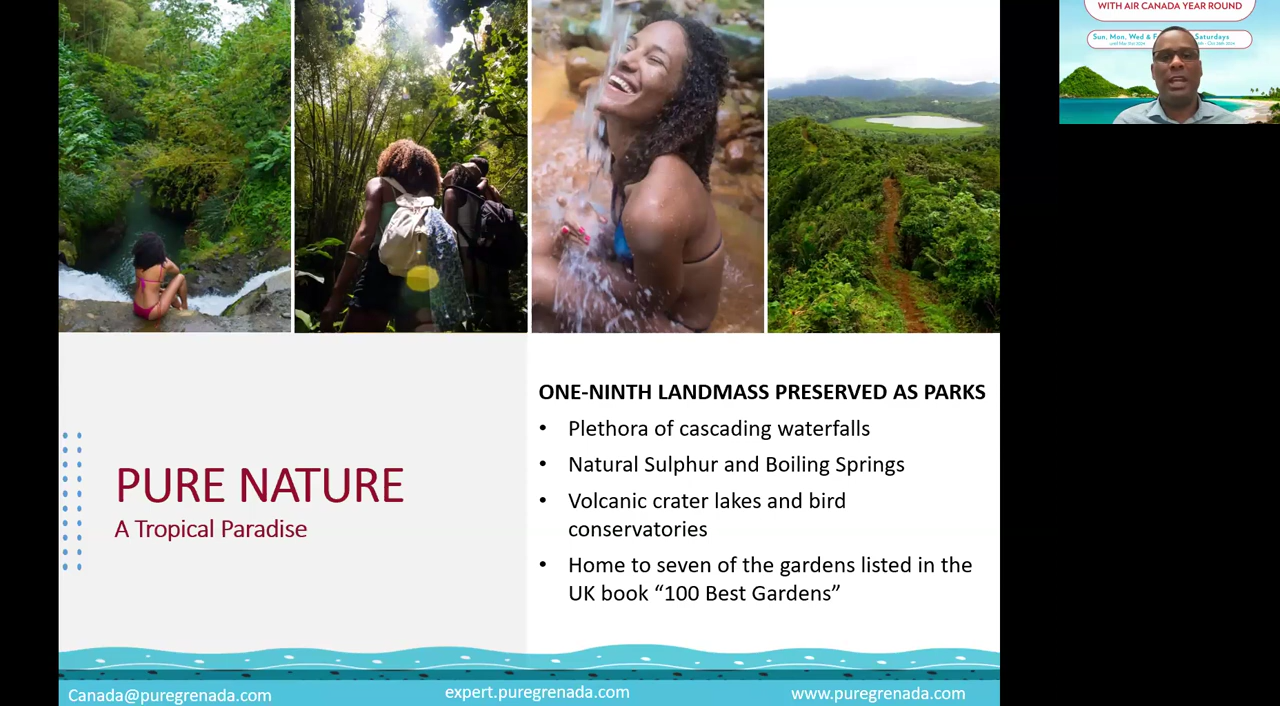 WITH AIR CANADA YEAR ROUND
Sun, Mon, Wed & Saturdays
ONE-NINTH LANDMASS PRESERVED AS PARKS
• Plethora of cascading waterfalls
• Natural Sulphur and Boiling Springs
• Volcanic crater lakes and bird
conservatories
• Home to seven of the gardens listed in the
UK book “100 Best Gardens”
PURE NATURE
A Tropical Paradise
Canada@puregrenada.com
expert.puregrenada.com
www.puregrenada.com